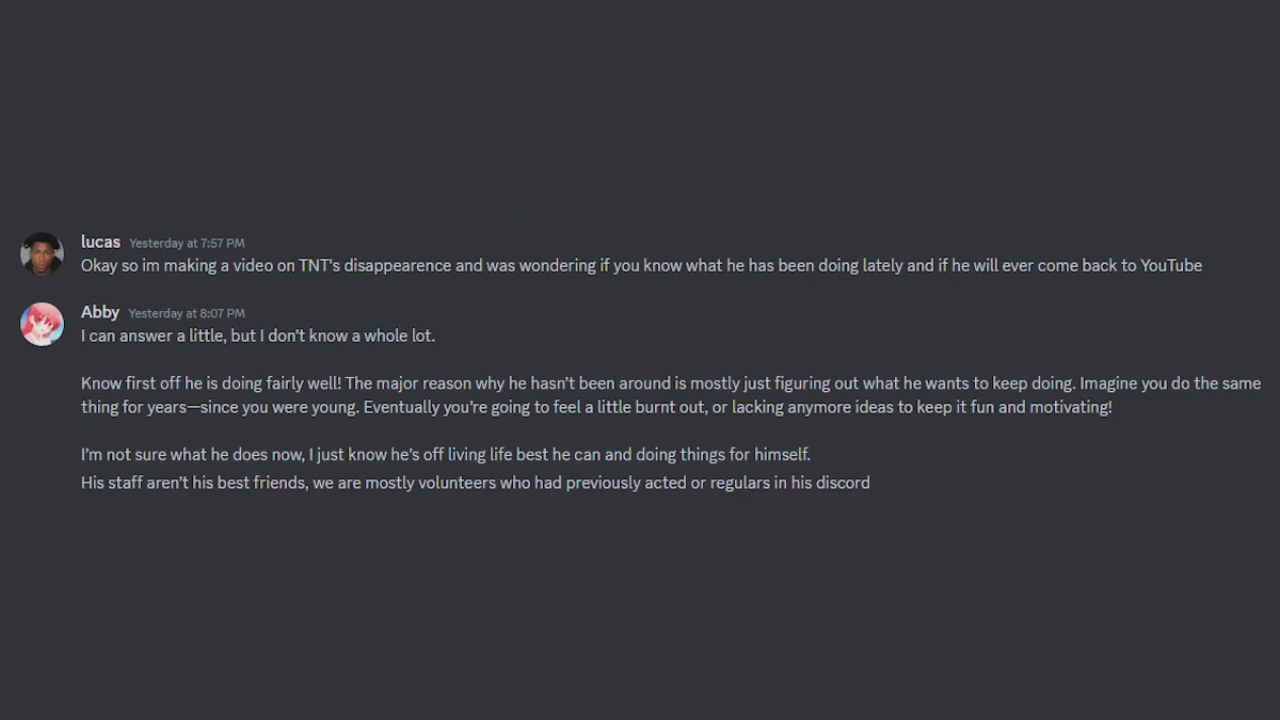 lucas Yesterday at 7:57 PM
Okay so im making a video on TNT's disappearence and was wondering if you know what he has been doing lately and if he will ever come back to YouTube
Abby Yesterday at 8:07 PM
I can answer a little, but I don't know a whole lot.
Know first off he is doing fairly well! The major reason why he hasn't been around is mostly just figuring out what he wants to keep doing. Imagine you do the same
thing for years—since you were young. Eventually you're going to feel a little burnt out, or lacking anymore ideas to keep it fun and motivating!
I'm not sure what he does now, I just know he's off living life best he can and doing things for himself.
His staff aren't his best friends, we are mostly volunteers who had previously acted or regulars in his discord